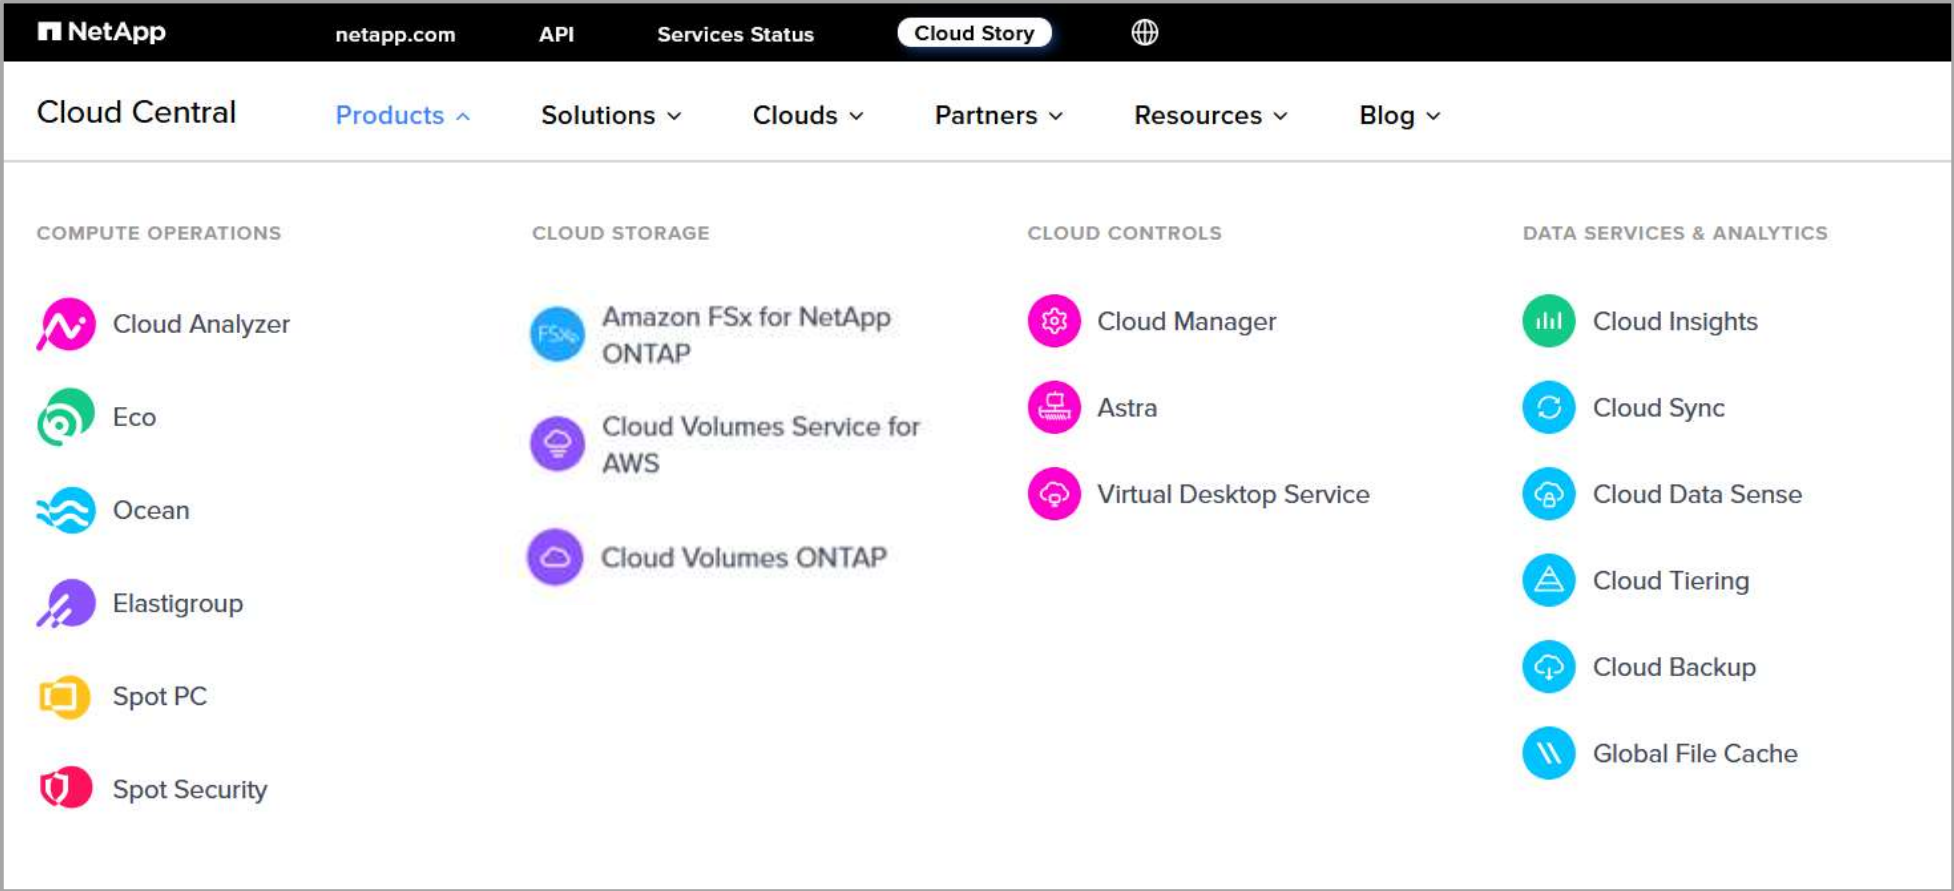 NetApp netapp.com API Services Status Cloud Story
Cloud Central Products Solutions Clouds Partners Resources Blog
COMPUTE OPERATIONS
Cloud Analyzer
Eco
Ocean
Elastigroup
Spot PC
Spot Security
CLOUD STORAGE
FSx
Amazon FSx for NetApp
ONTAP
Cloud Volumes Service for
AWS
Cloud Volumes ONTAP
CLOUD CONTROLS
Cloud Manager
Astra
Virtual Desktop Service
DATA SERVICES & ANALYTICS
Cloud Insights
Cloud Sync
Cloud Data Sense
Cloud Tiering
Cloud Backup
Global File Cache